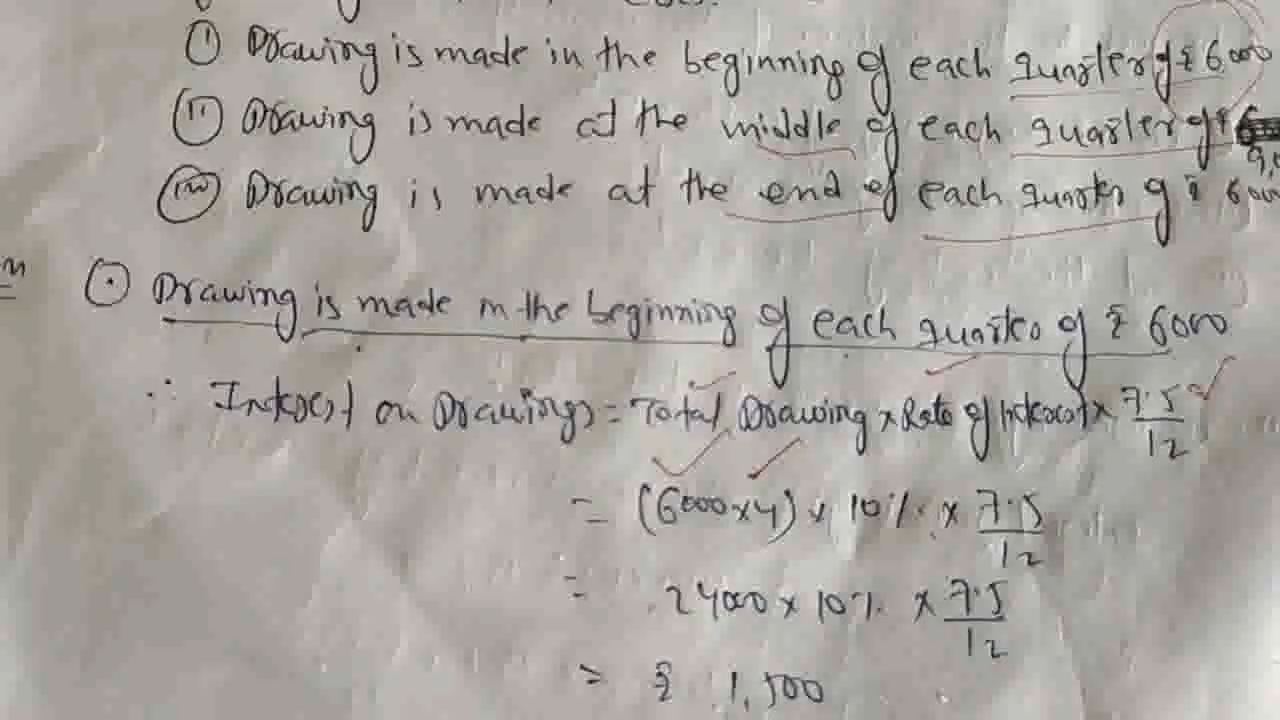 (i) Drawing is made in the beginning of each quarter of ₹ 6000
(ii) Drawing is made at the middle of each quarter of ₹
(iii) Drawing is made at the end of each quarter of ₹ 6000
(i) Drawing is made in the beginning of each quarter of ₹ 6000
∴ Interest on Drawings = Total Drawing × Rate of Interest × 7.5/12
= (6000×4) × 10% × 7.5/12
= 24000 × 10% × 7.5/12
= ₹ 1,500